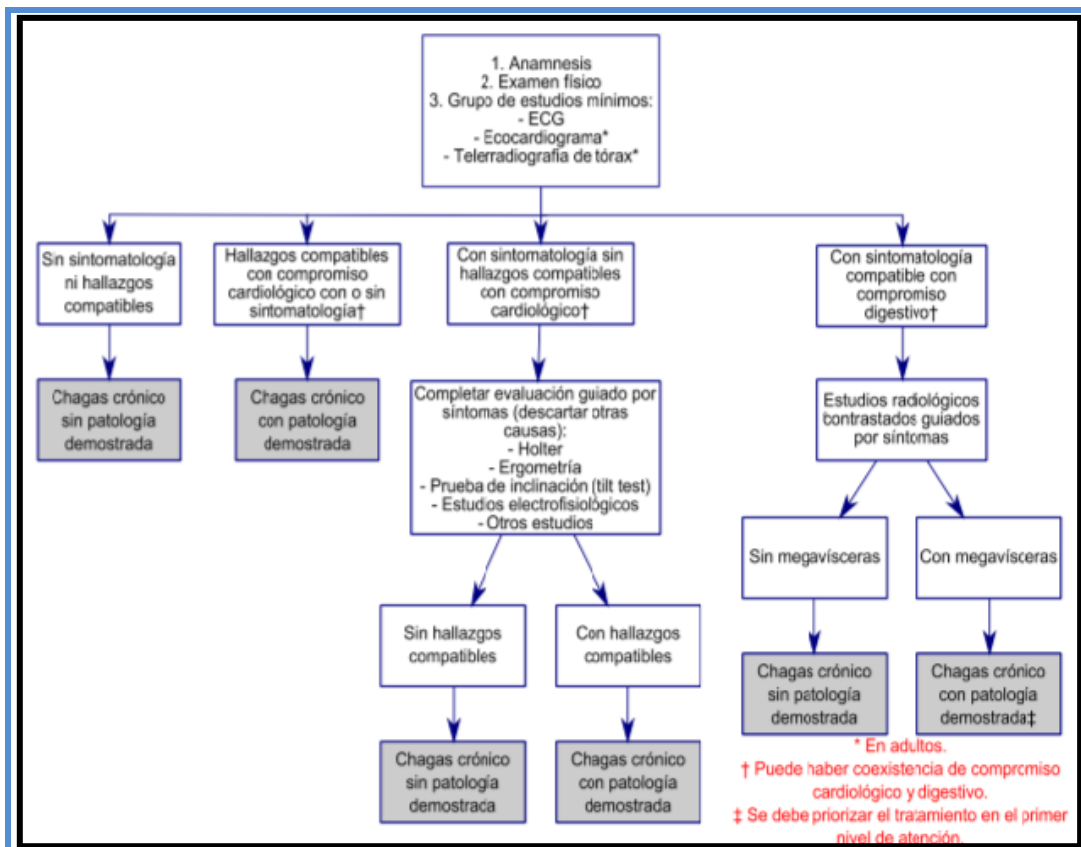 1. Anamnesis
2. Examen físico
3. Grupo de estudios mínimos:
- ECG
- Ecocardiograma*
- Telerradiografía de tórax*
Sin sintomatología
ni hallazgos
compatibles
Hallazgos compatibles
con compromiso
cardiológico con o sin
sintomatología†
Con sintomatología sin
hallazgos compatibles
con compromiso
cardiológico†
Con sintomatología
compatible con
compromiso
digestivo†
Chagas crónico
sin patología
demostrada
Chagas crónico
con patología
demostrada
Completar evaluación guiado por
síntomas (descartar otras
causas):
- Holter
- Ergometría
- Prueba de inclinación (tilt test)
- Estudios electrofisiológicos
- Otros estudios
Estudios radiológicos
contrastados guiados
por síntomas
Sin hallazgos
compatibles
Con hallazgos
compatibles
Sin megavísceras
Con megavísceras
Chagas crónico
sin patología
demostrada
Chagas crónico
con patología
demostrada
Chagas crónico
sin patología
demostrada
Chagas crónico
con patología
demostrada‡
* En adultos.
† Puede haber coexistencia de compromiso
cardiológico y digestivo.
‡ Se debe priorizar el tratamiento en el primer
nivel de atención.